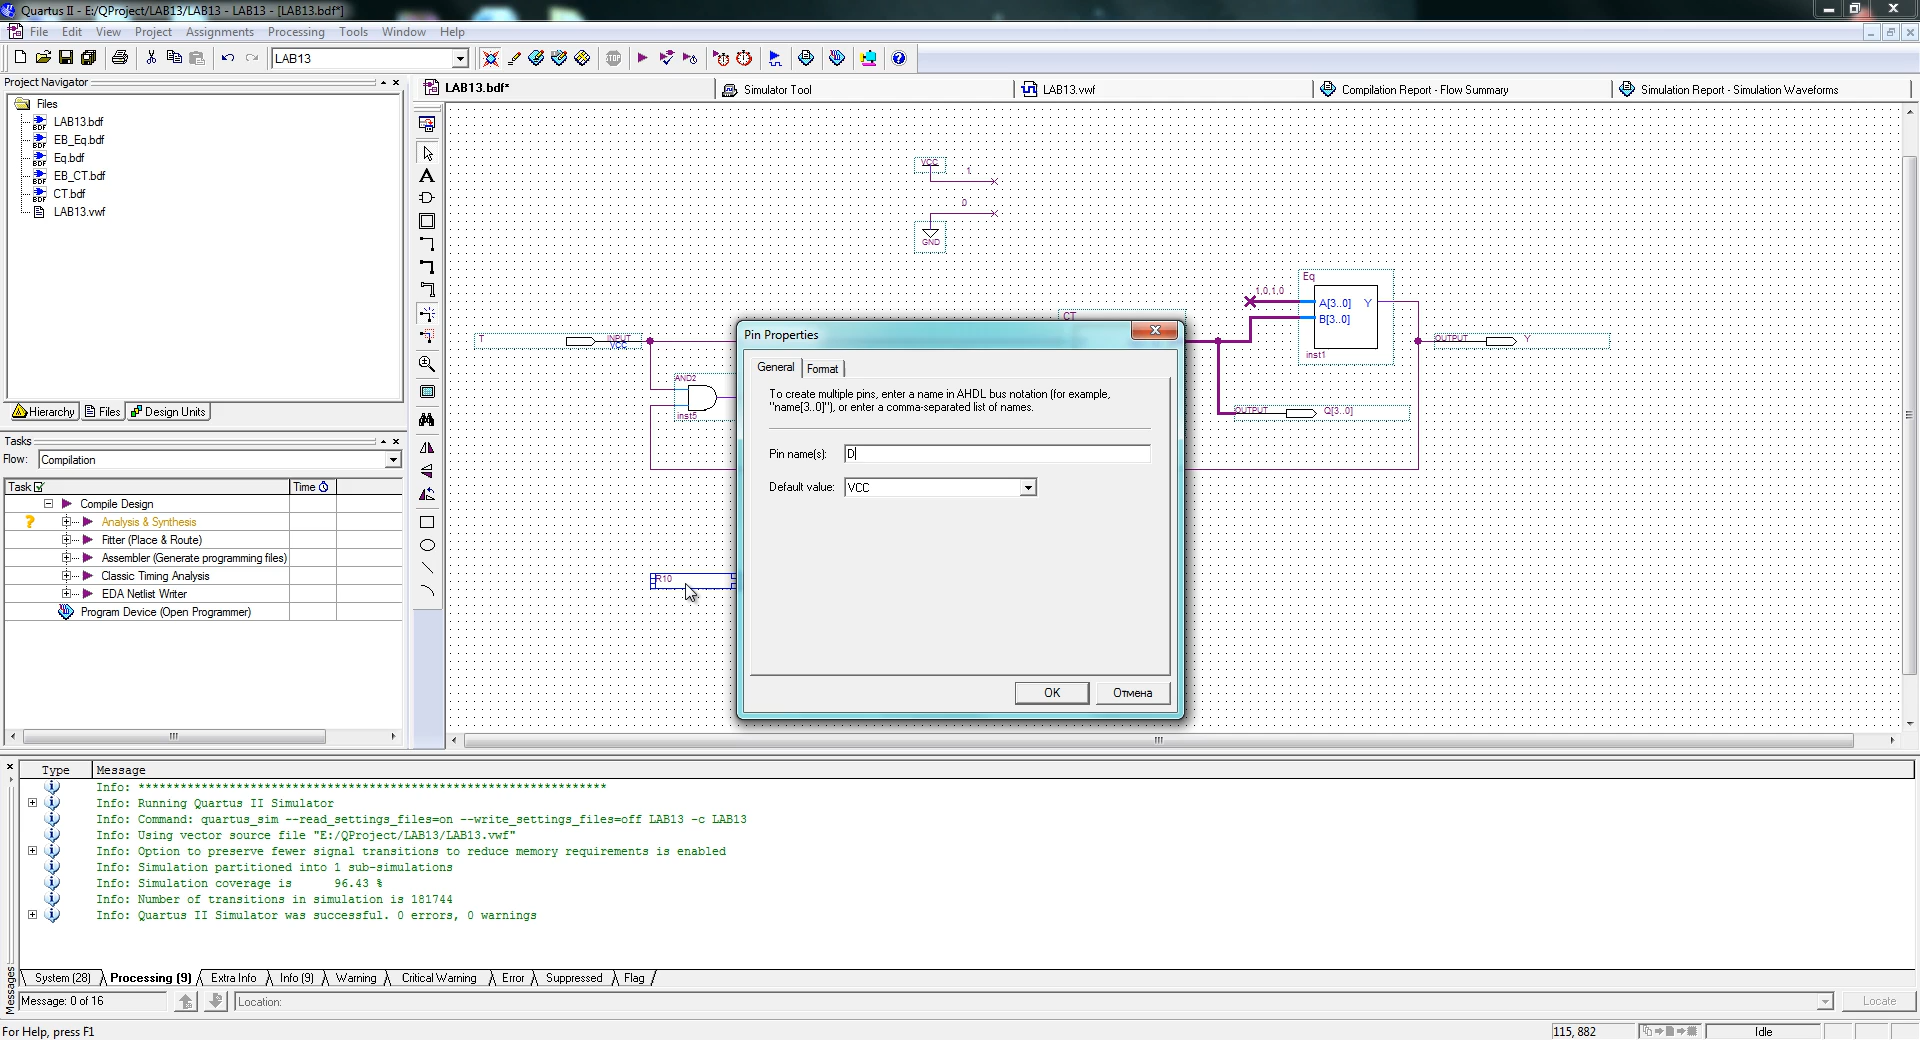 Quartus II - E:/QProject/LAB13/LAB13 - LAB13 - [LAB13.bdf*]
File Edit View Project Assignments Processing Tools Window Help
LAB13
Project Navigator
Files
LAB13.bdf
EB_Eq.bdf
Eq.bdf
EB_CT.bdf
CT.bdf
LAB13.vwf
Hierarchy Files Design Units
Tasks
Flow: Compilation
Task Time
Compile Design
Analysis & Synthesis
Fitter (Place & Route)
Assembler (Generate programming files)
Classic Timing Analysis
EDA Netlist Writer
Program Device (Open Programmer)
LAB13.bdf* Simulator Tool LAB13.vwf Compilation Report - Flow Summary Simulation Report - Simulation Waveforms
VCC
1
0
GND
T INPUT
VCC
AND2
inst5
CT
1,0,1,0
Eq
A[3..0] Y
B[3..0]
inst1
OUTPUT Y
OUTPUT Q[3..0]
R10
Pin Properties
General Format
To create multiple pins, enter a name in AHDL bus notation (for example,
"name[3..0]"), or enter a comma-separated list of names.
Pin name(s): D
Default value: VCC
OK Отмена
Type Message
Info: *******************************************************************
Info: Running Quartus II Simulator
Info: Command: quartus_sim --read_settings_files=on --write_settings_files=off LAB13 -c LAB13
Info: Using vector source file "E:/QProject/LAB13/LAB13.vwf"
Info: Option to preserve fewer signal transitions to reduce memory requirements is enabled
Info: Simulation partitioned into 1 sub-simulations
Info: Simulation coverage is 96.43 %
Info: Number of transitions in simulation is 181744
Info: Quartus II Simulator was successful. 0 errors, 0 warnings
System (28) Processing (9) Extra Info Info (9) Warning Critical Warning Error Suppressed Flag
Messages
Message: 0 of 16 Location: Locate
For Help, press F1 115, 882 Idle